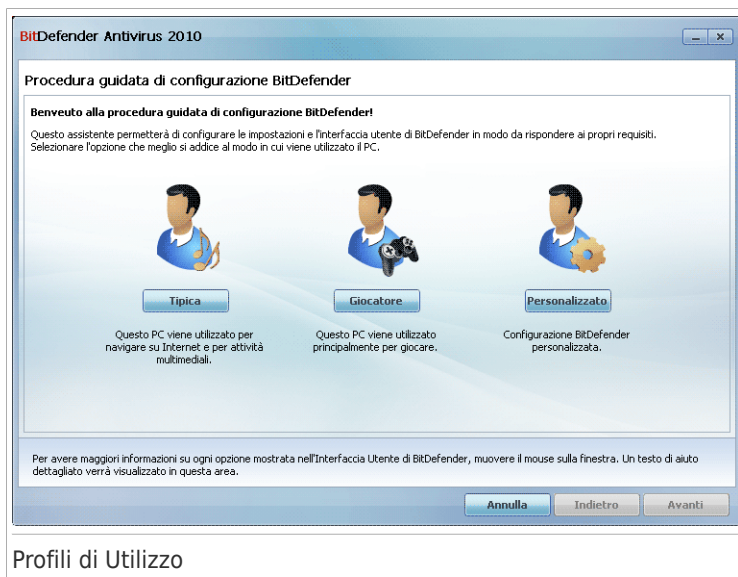 BitDefender Antivirus 2010
Procedura guidata di configurazione BitDefender
Benveuto alla procedura guidata di configurazione BitDefender!
Questo assistente permetterà di configurare le impostazioni e l'interfaccia utente di BitDefender in modo da rispondere ai propri requisiti.
Selezionare l'opzione che meglio si addice al modo in cui viene utilizzato il PC.
Tipica
Giocatore
Personalizzato
Questo PC viene utilizzato per
navigare su Internet e per attività
multimediali.
Questo PC viene utilizzato
principalmente per giocare.
Configurazione BitDefender
personalizzata.
Per avere maggiori informazioni su ogni opzione mostrata nell'Interfaccia Utente di BitDefender, muovere il mouse sulla finestra. Un testo di aiuto
dettagliato verrà visualizzato in questa area.
Annulla
Indietro
Avanti
Profili di Utilizzo